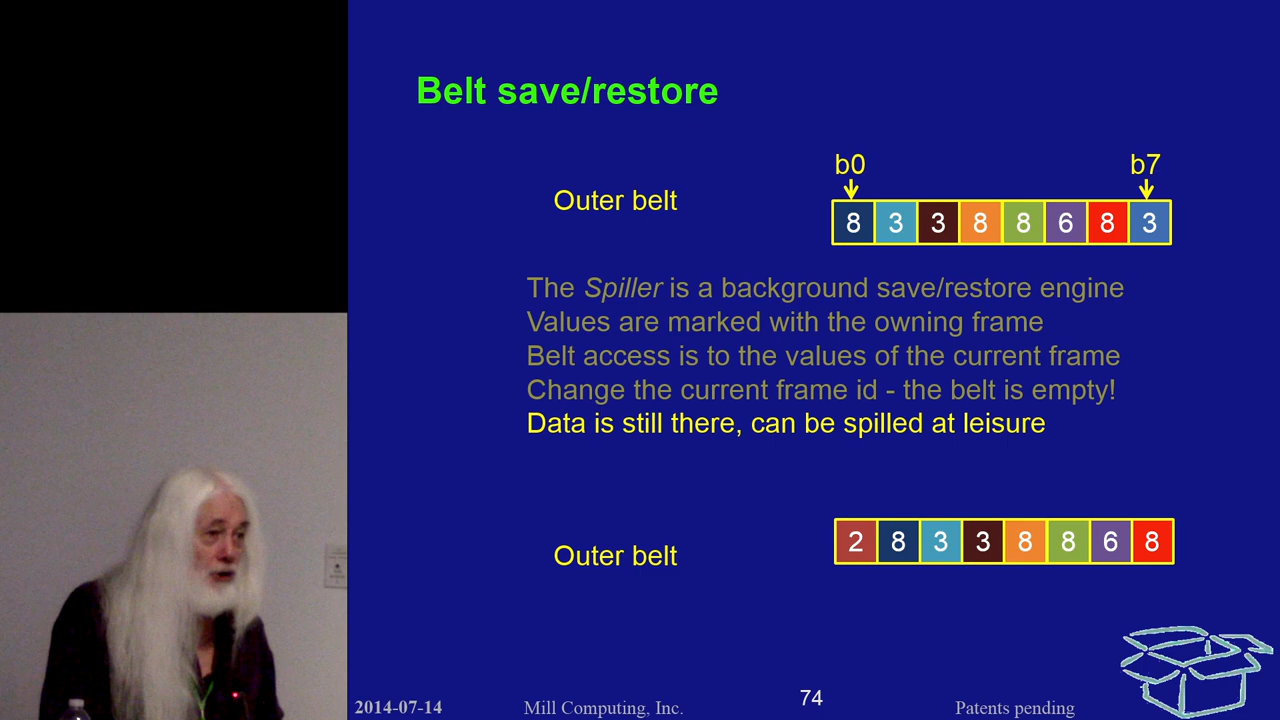 Belt save/restore
b0 b7
Outer belt
8 3 3 8 8 6 8 3
The Spiller is a background save/restore engine
Values are marked with the owning frame
Belt access is to the values of the current frame
Change the current frame id - the belt is empty!
Data is still there, can be spilled at leisure
Outer belt
2 8 3 3 8 8 6 8
2014-07-14 Mill Computing, Inc. 74 Patents pending